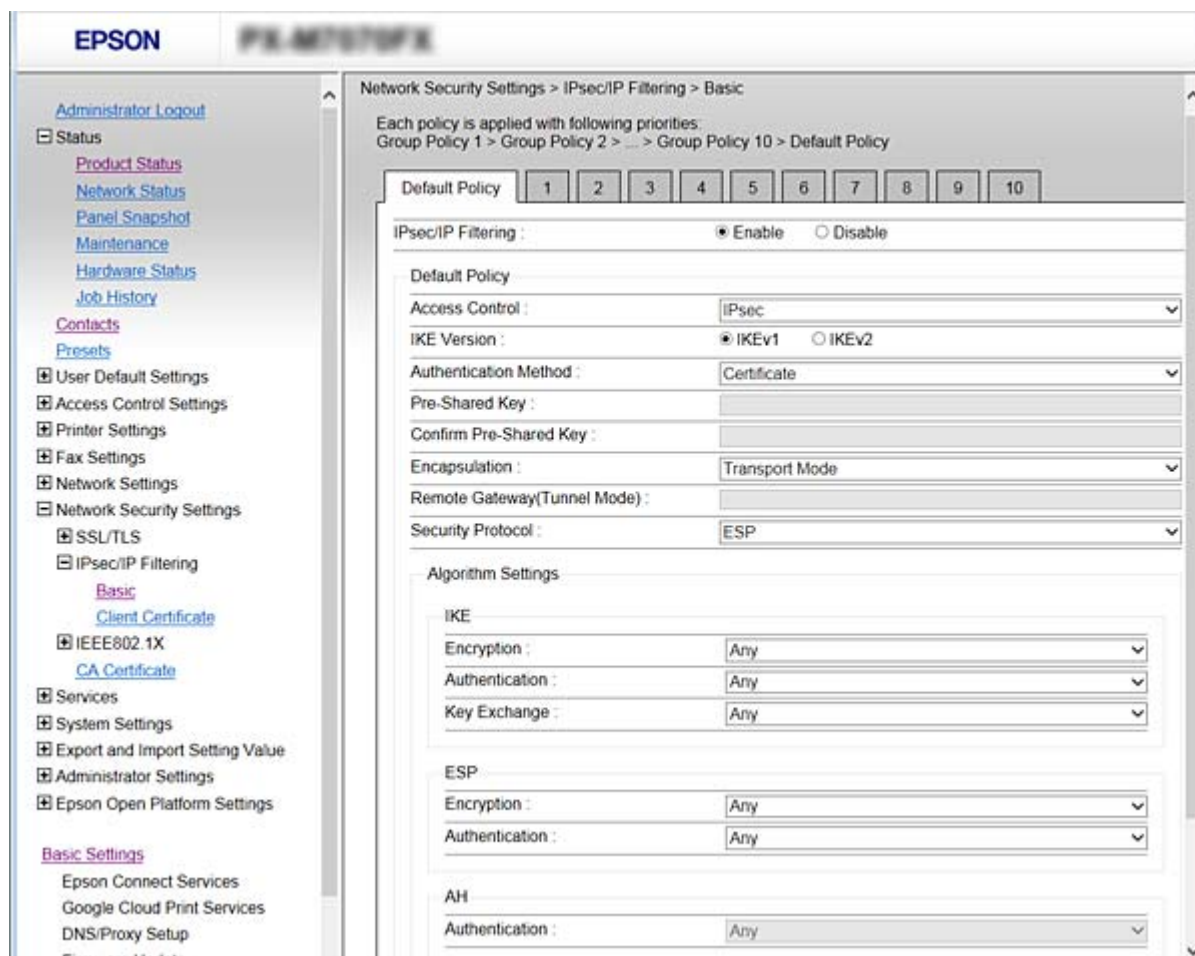 EPSON
Administrator Logout
Status
Product Status
Network Status
Panel Snapshot
Maintenance
Hardware Status
Job History
Contacts
Presets
User Default Settings
Access Control Settings
Printer Settings
Fax Settings
Network Settings
Network Security Settings
SSL/TLS
IPsec/IP Filtering
Basic
Client Certificate
IEEE802.1X
CA Certificate
Services
System Settings
Export and Import Setting Value
Administrator Settings
Epson Open Platform Settings
Basic Settings
Epson Connect Services
Google Cloud Print Services
DNS/Proxy Setup
Network Security Settings > IPsec/IP Filtering > Basic
Each policy is applied with following priorities:
Group Policy 1 > Group Policy 2 > ... > Group Policy 10 > Default Policy
Default Policy 1 2 3 4 5 6 7 8 9 10
IPsec/IP Filtering : Enable Disable
Default Policy
Access Control : IPsec
IKE Version : IKEv1 IKEv2
Authentication Method : Certificate
Pre-Shared Key :
Confirm Pre-Shared Key :
Encapsulation : Transport Mode
Remote Gateway(Tunnel Mode) :
Security Protocol : ESP
Algorithm Settings
IKE
Encryption : Any
Authentication : Any
Key Exchange : Any
ESP
Encryption : Any
Authentication : Any
AH
Authentication : Any